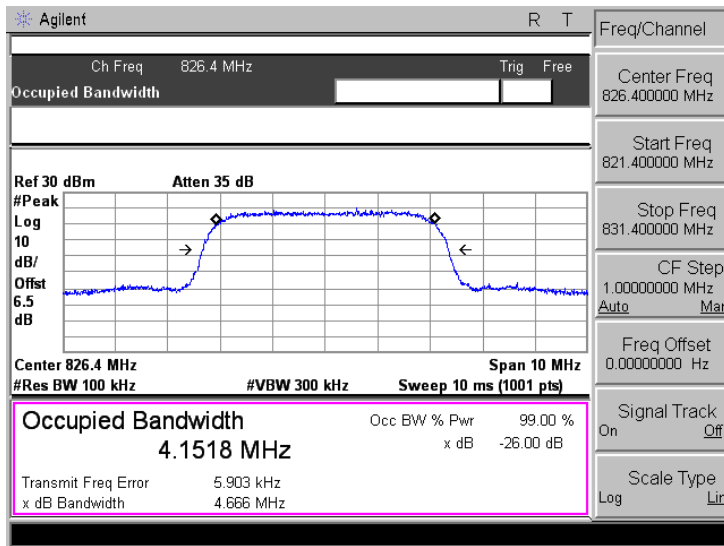 Agilent R T
Ch Freq 826.4 MHz Trig Free
Occupied Bandwidth
Ref 30 dBm Atten 35 dB
#Peak
Log
10
dB/
Offst
6.5
dB
Center 826.4 MHz Span 10 MHz
#Res BW 100 kHz #VBW 300 kHz Sweep 10 ms (1001 pts)
Occupied Bandwidth Occ BW % Pwr 99.00 %
4.1518 MHz x dB -26.00 dB
Transmit Freq Error 5.903 kHz
x dB Bandwidth 4.666 MHz
Freq/Channel
Center Freq
826.400000 MHz
Start Freq
821.400000 MHz
Stop Freq
831.400000 MHz
CF Step
1.00000000 MHz
Auto Mar
Freq Offset
0.00000000 Hz
Signal Track
On Off
Scale Type
Log Lin